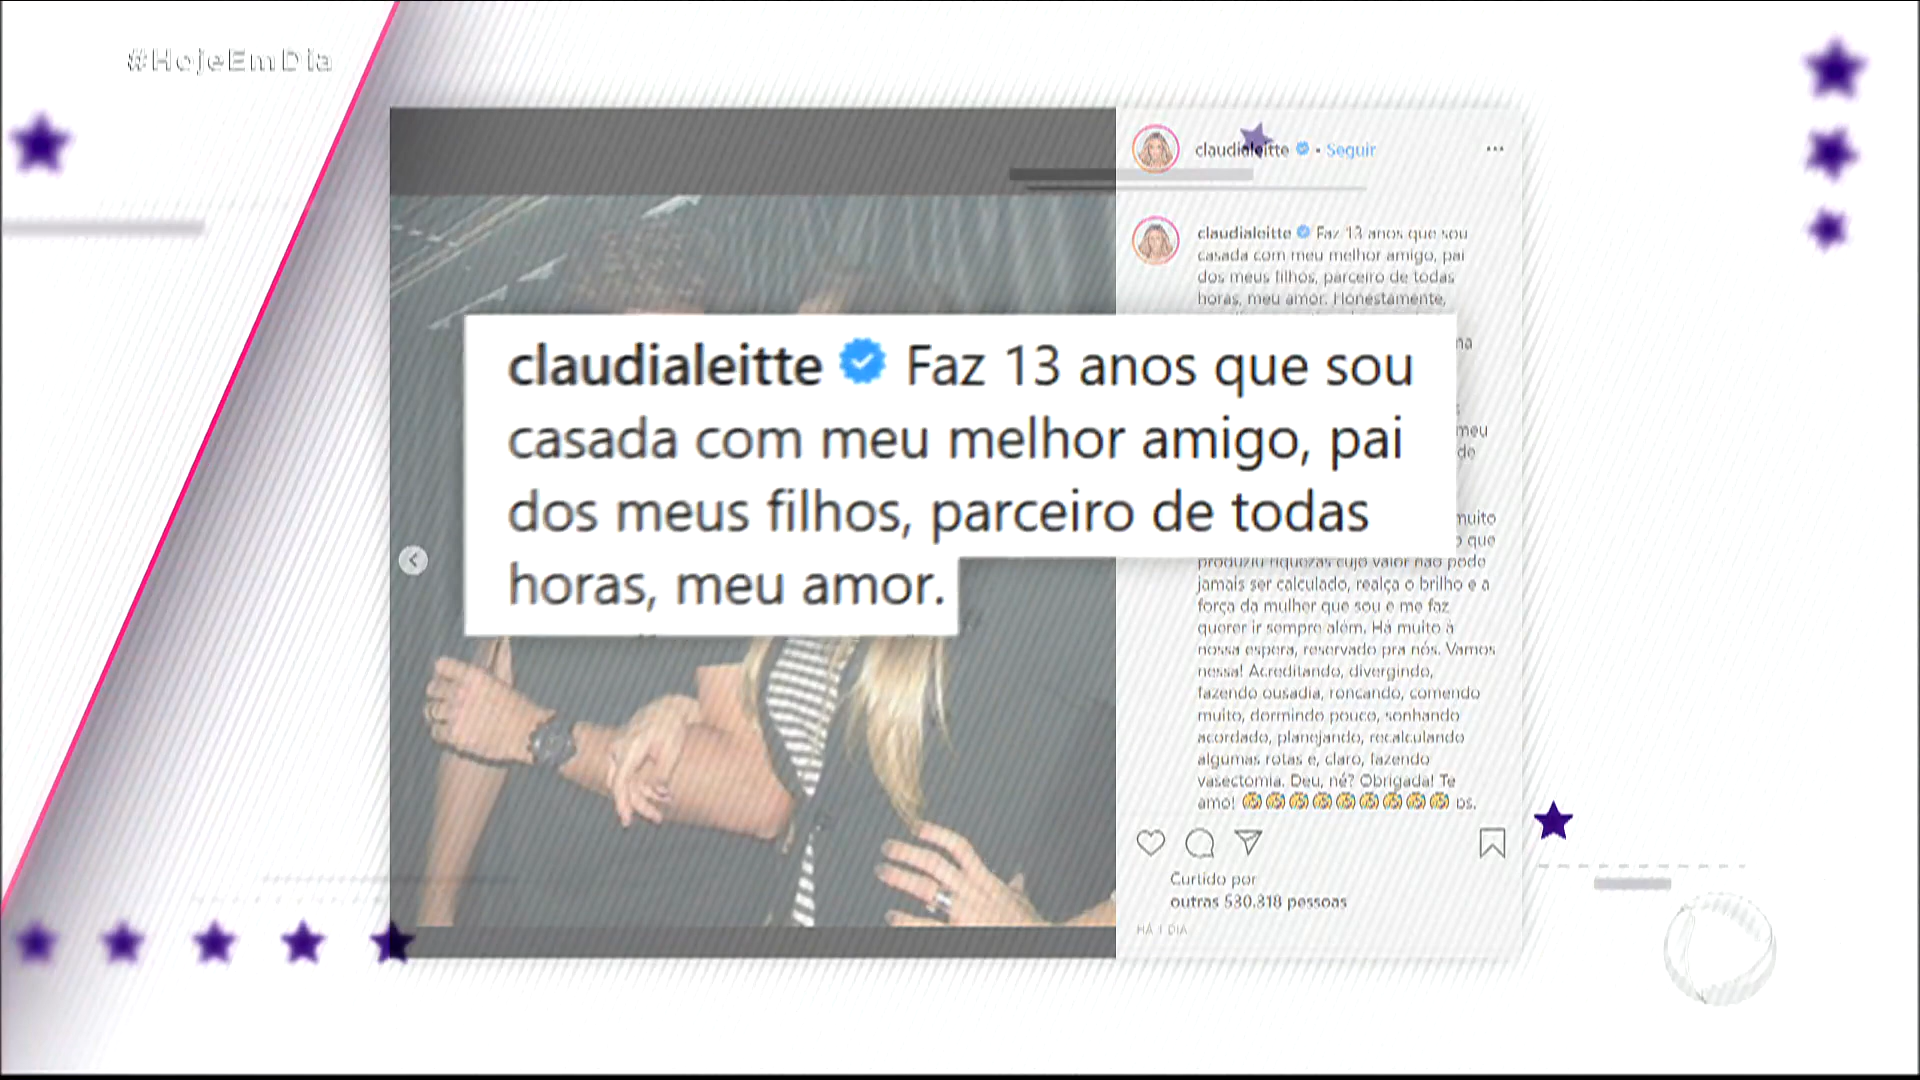 #HojeEmDia
claudialeitte • Seguir
claudialeitte Faz 13 anos que sou
casada com meu melhor amigo, pai
dos meus filhos, parceiro de todas
horas, meu amor. Honestamente,
claudialeitte Faz 13 anos que sou
casada com meu melhor amigo, pai
dos meus filhos, parceiro de todas
horas, meu amor.
meu
de
muito
que
produziu riquezas cujo valor não pode
jamais ser calculado, realça o brilho e a
força da mulher que sou e me faz
querer ir sempre além. Há muito à
nossa espera, reservado pra nós. Vamos
nessa! Acreditando, divergindo,
fazendo ousadia, roncando, comendo
muito, dormindo pouco, sonhando
acordado, planejando, recalculando
algumas rotas e, claro, fazendo
vasectomia. Deu, né? Obrigada! Te
amo! 🤣🤣🤣🤣🤣🤣🤣🤣🤣 ps.
Curtido por
outras 530.318 pessoas
HÁ 1 DIA